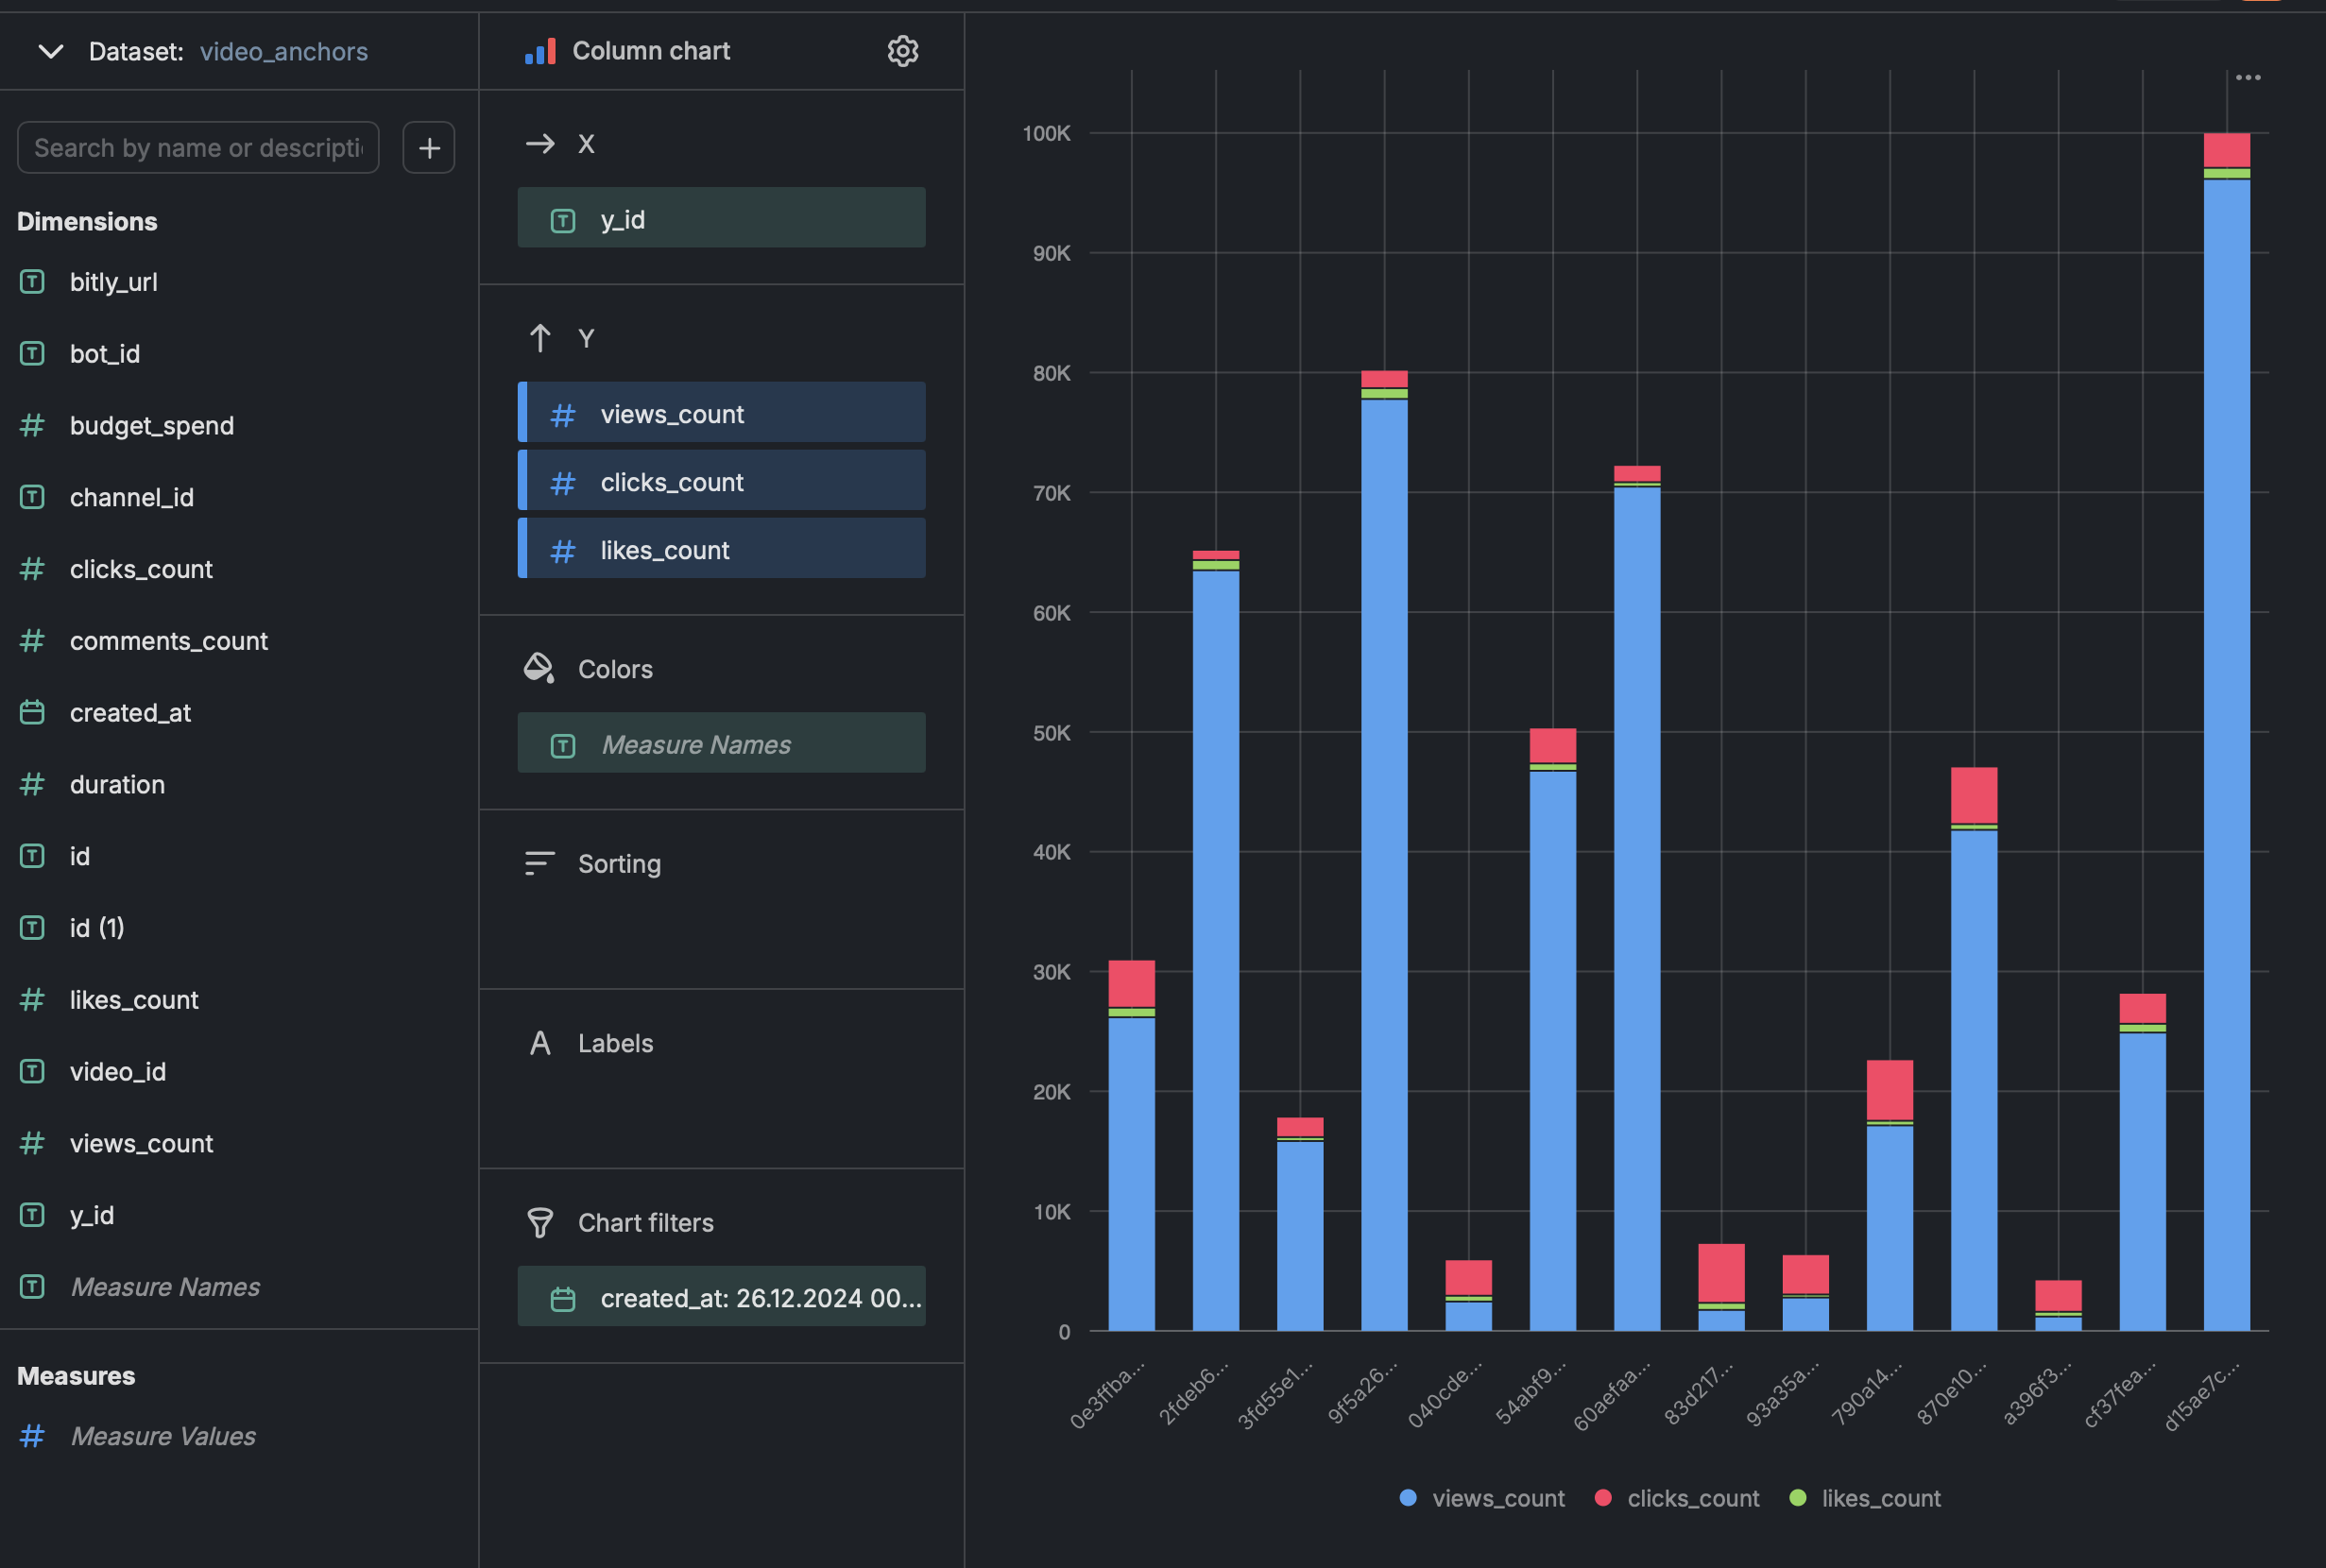 Dataset: video_anchors
Search by name or descripti
Dimensions
bitly_url
bot_id
budget_spend
channel_id
clicks_count
comments_count
created_at
duration
id
id (1)
likes_count
video_id
views_count
y_id
Measure Names
Measures
Measure Values
Column chart
X
y_id
Y
views_count
clicks_count
likes_count
Colors
Measure Names
Sorting
Labels
Chart filters
created_at: 26.12.2024 00...
100K
90K
80K
70K
60K
50K
40K
30K
20K
10K
0
0e3ffba...
2fdeb6...
3fd55e1...
9f5a26...
040cde...
54abf9...
60aefaa...
83d217...
93a35a...
790a14...
870e10...
a396f3...
cf37fea...
d15ae7c...
views_count
clicks_count
likes_count